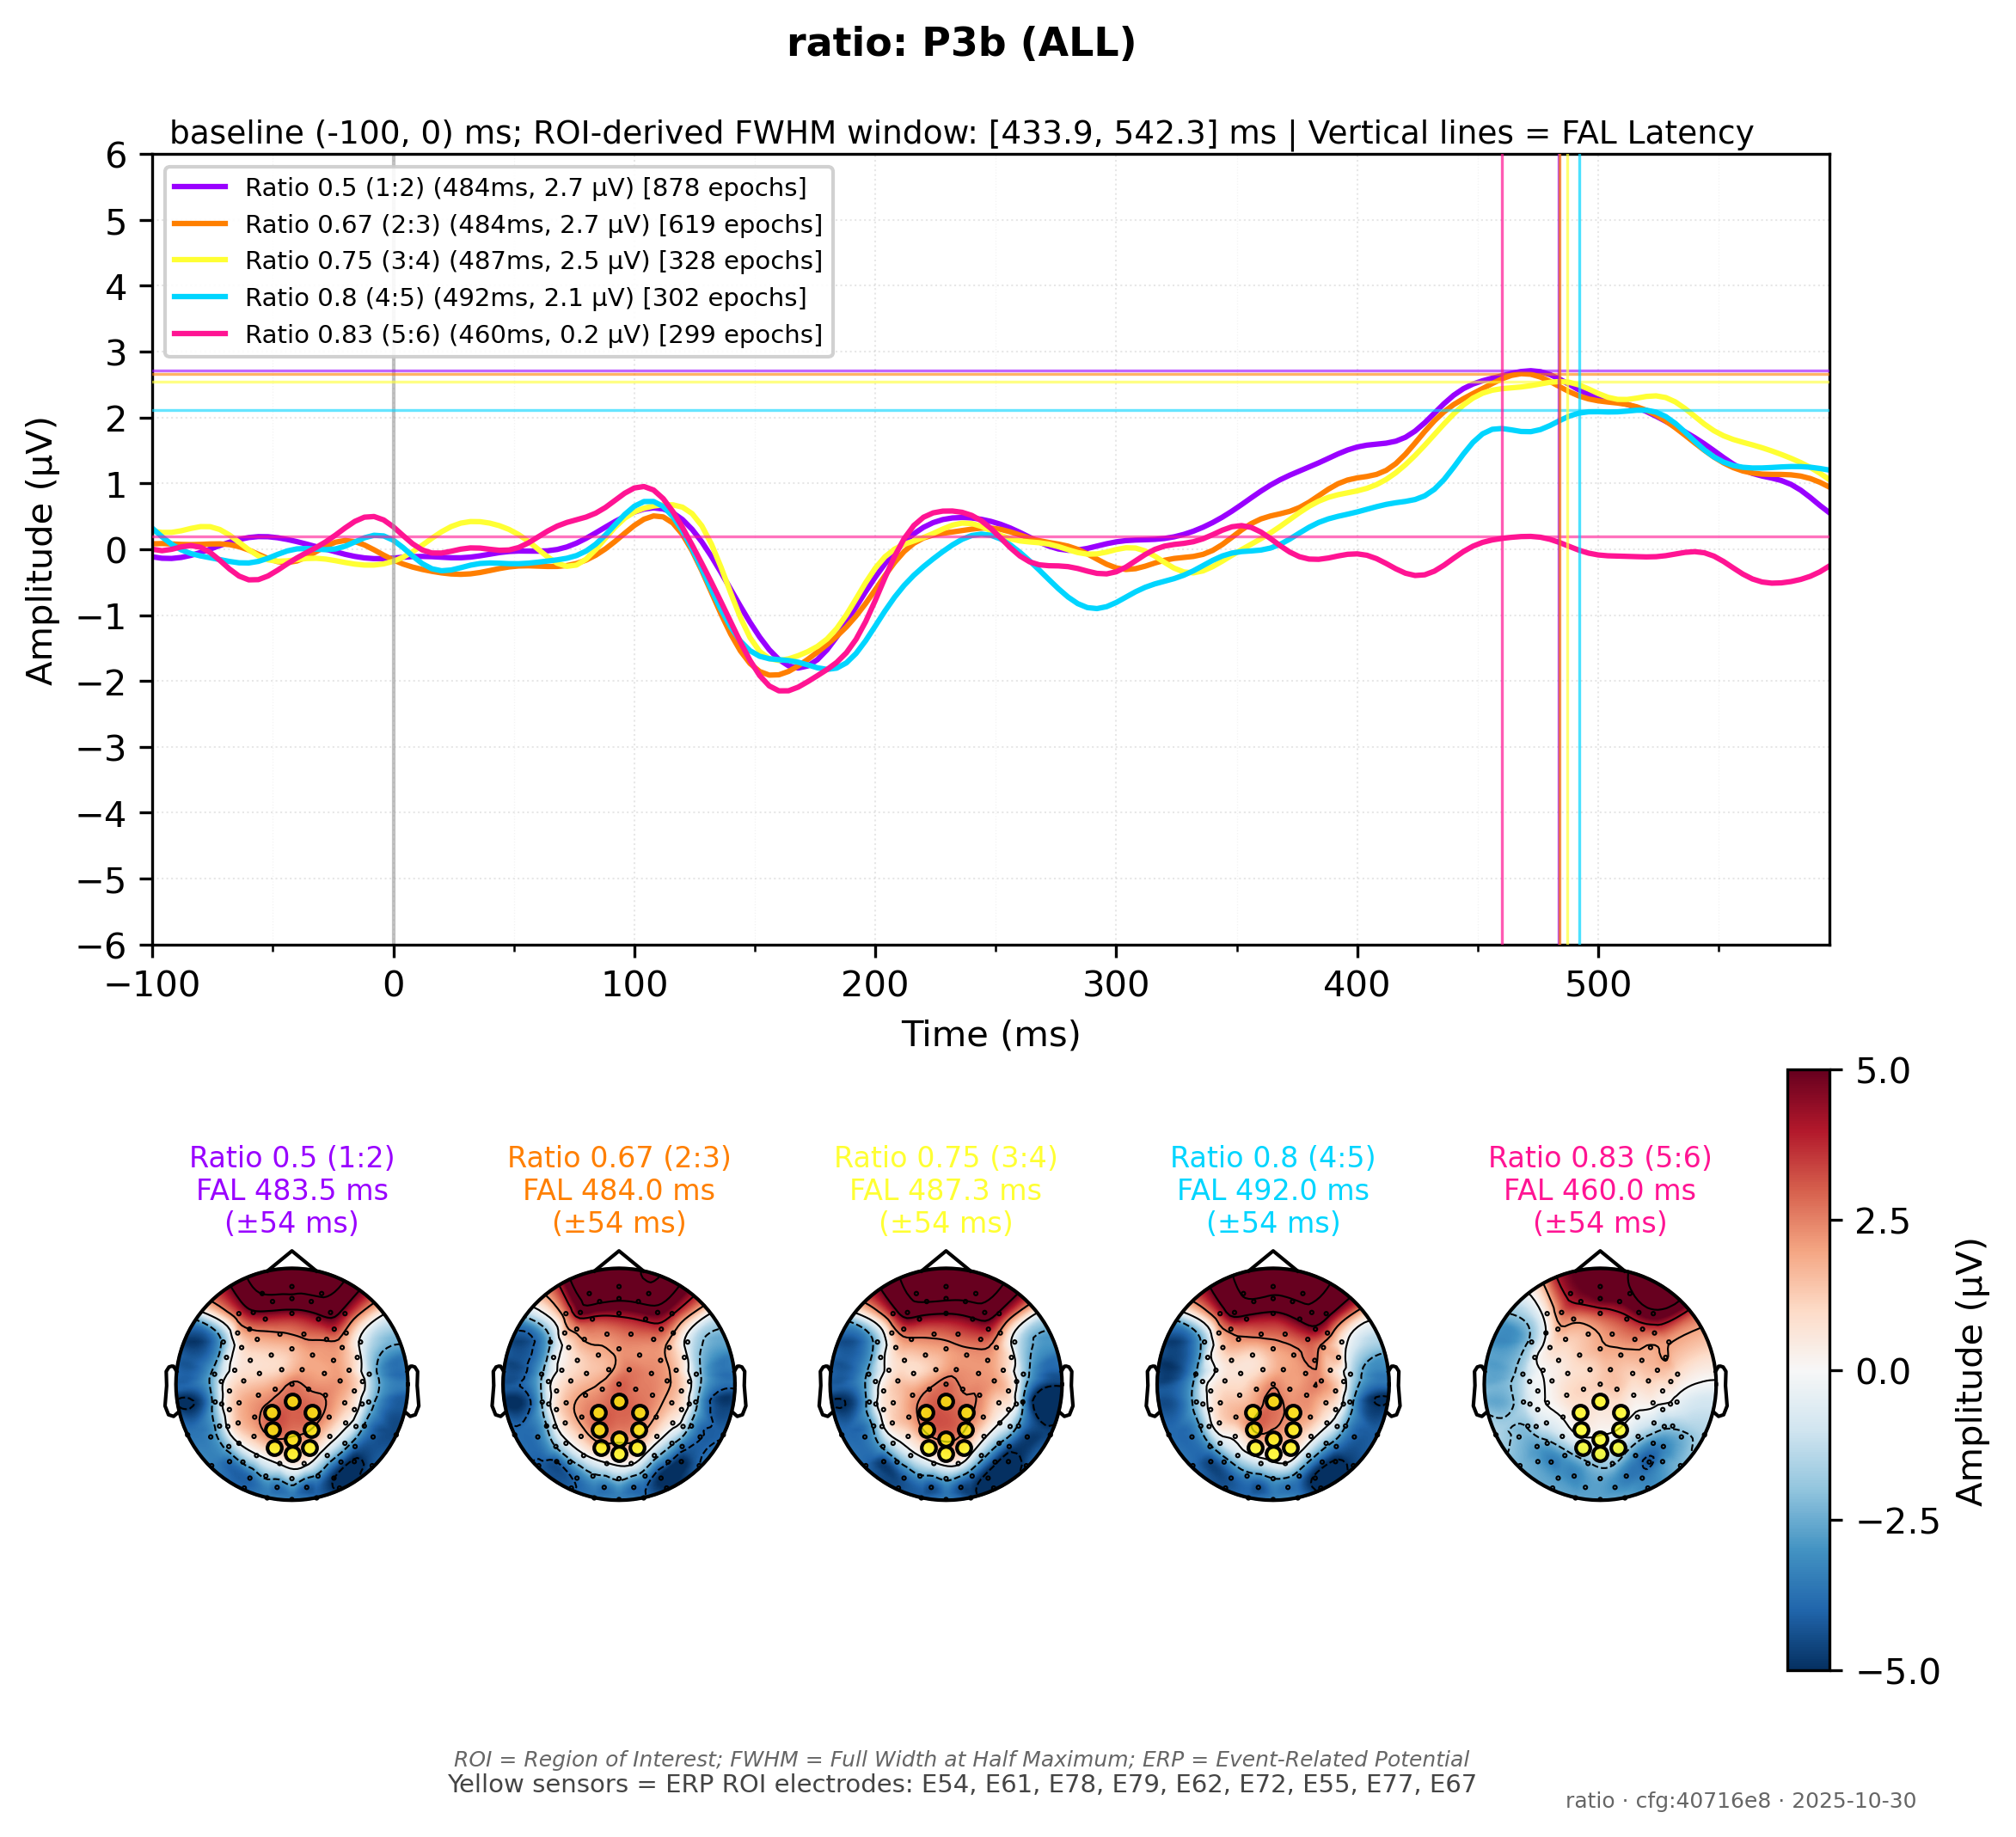 ratio: P3b (ALL)
baseline (-100, 0) ms; ROI-derived FWHM window: [433.9, 542.3] ms | Vertical lines = FAL Latency
6
5
4
3
2
1
0
−1
−2
−3
−4
−5
−6
Amplitude (μV)
Ratio 0.5 (1:2) (484ms, 2.7 μV) [878 epochs]
Ratio 0.67 (2:3) (484ms, 2.7 μV) [619 epochs]
Ratio 0.75 (3:4) (487ms, 2.5 μV) [328 epochs]
Ratio 0.8 (4:5) (492ms, 2.1 μV) [302 epochs]
Ratio 0.83 (5:6) (460ms, 0.2 μV) [299 epochs]
−100 0 100 200 300 400 500
Time (ms)
Ratio 0.5 (1:2)
FAL 483.5 ms
(±54 ms)
Ratio 0.67 (2:3)
FAL 484.0 ms
(±54 ms)
Ratio 0.75 (3:4)
FAL 487.3 ms
(±54 ms)
Ratio 0.8 (4:5)
FAL 492.0 ms
(±54 ms)
Ratio 0.83 (5:6)
FAL 460.0 ms
(±54 ms)
5.0
2.5
0.0
−2.5
−5.0
Amplitude (μV)
ROI = Region of Interest; FWHM = Full Width at Half Maximum; ERP = Event-Related Potential
Yellow sensors = ERP ROI electrodes: E54, E61, E78, E79, E62, E72, E55, E77, E67
ratio · cfg:40716e8 · 2025-10-30